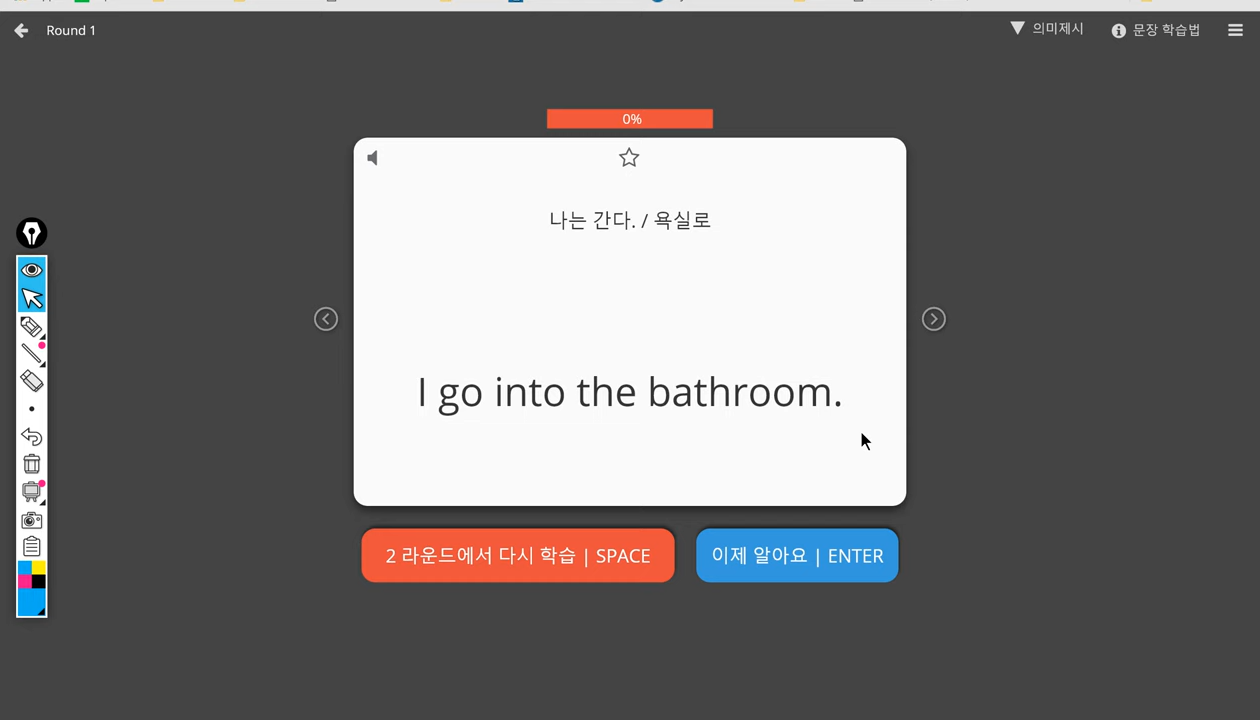 Round 1
의미제시
문장 학습법
0%
나는 간다. / 욕실로
I go into the bathroom.
2 라운드에서 다시 학습 | SPACE
이제 알아요 | ENTER